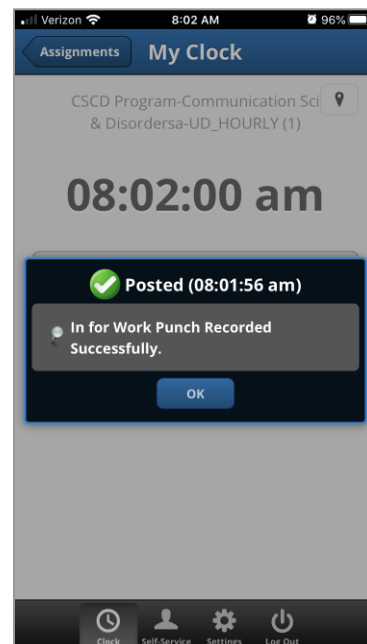 Verizon 8:02 AM 96%
Assignments My Clock
CSCD Program-Communication Sci
& Disordersa-UD_HOURLY (1)
08:02:00 am
Posted (08:01:56 am)
In for Work Punch Recorded
Successfully.
OK
Clock Self-Service Settings Log Out